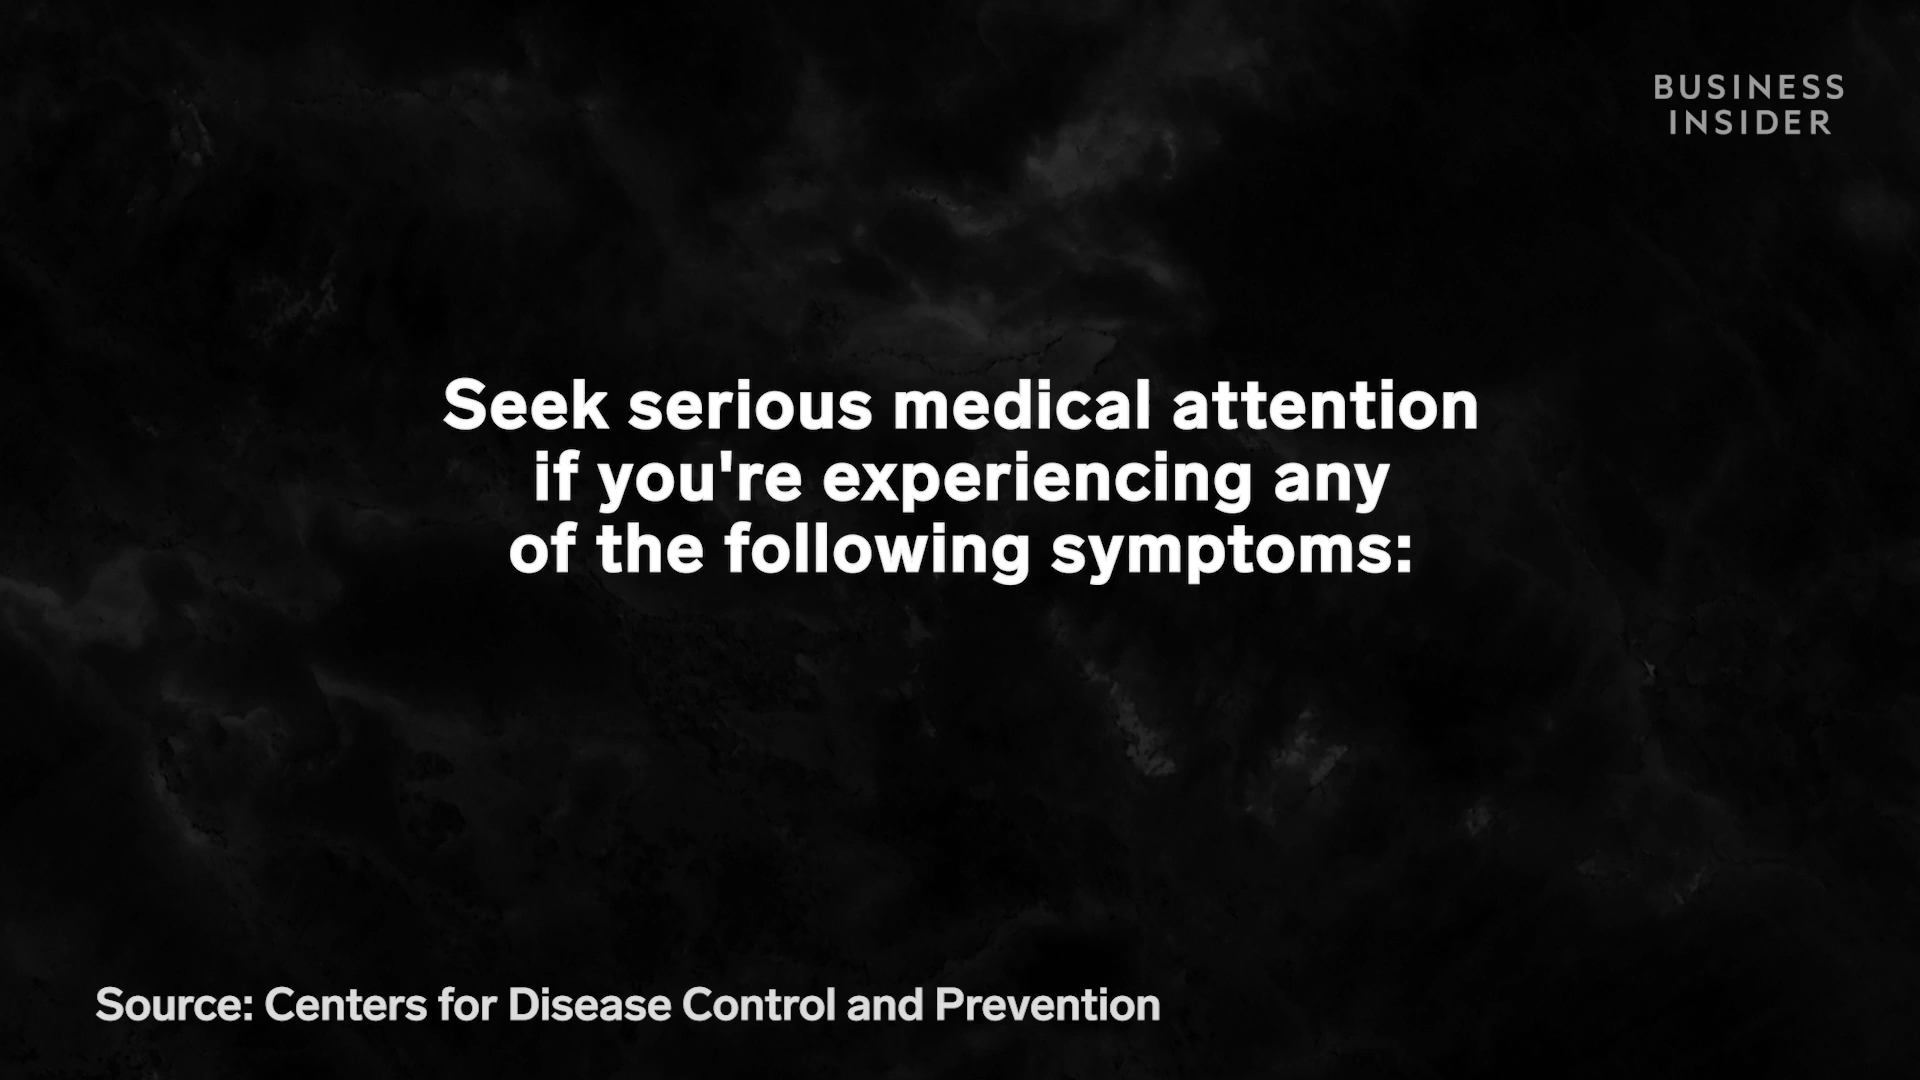 BUSINESS
INSIDER
Seek serious medical attention
if you're experiencing any
of the following symptoms:
Source: Centers for Disease Control and Prevention